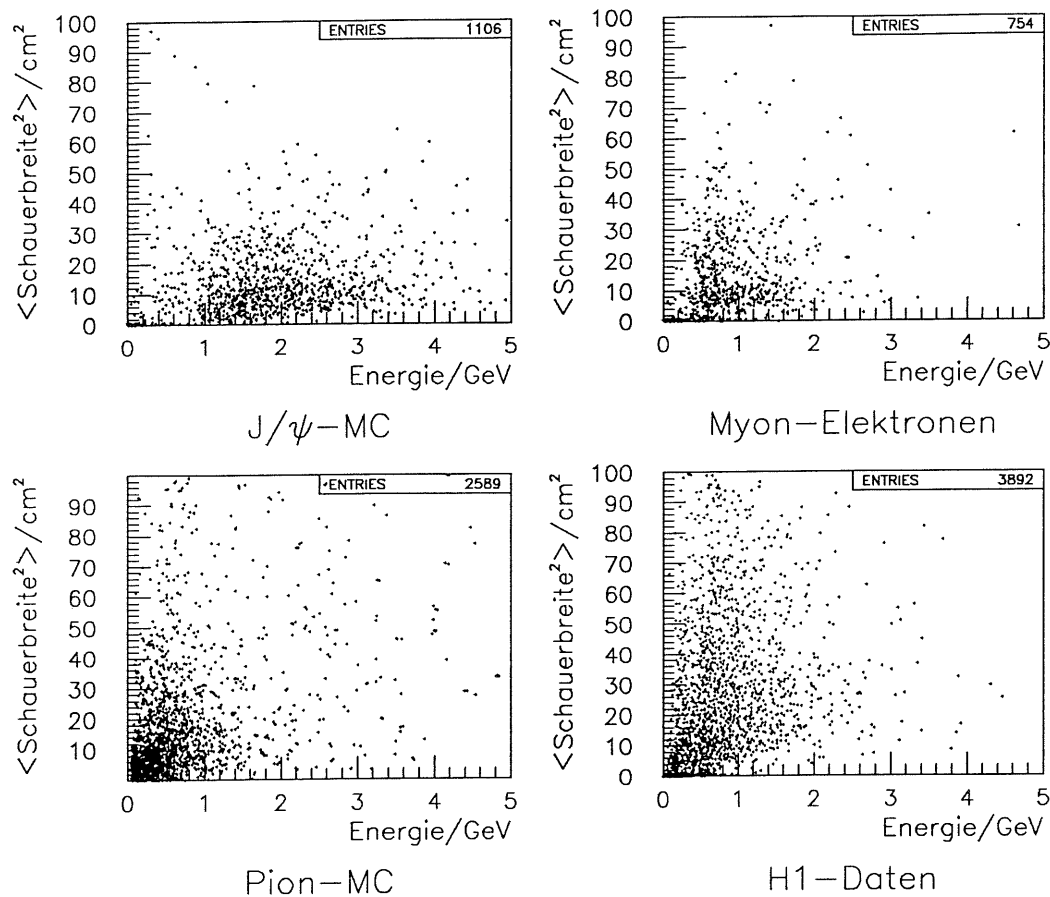 ENTRIES 1106
<Schauerbreite²>/cm²
100
90
80
70
60
50
40
30
20
10
0
0 1 2 3 4 5
Energie/GeV
J/ψ-MC
ENTRIES 754
<Schauerbreite²>/cm²
100
90
80
70
60
50
40
30
20
10
0
0 1 2 3 4 5
Energie/GeV
Myon-Elektronen
ENTRIES 2589
<Schauerbreite²>/cm²
90
80
70
60
50
40
30
20
10
0 1 2 3 4 5
Energie/GeV
Pion-MC
ENTRIES 3892
<Schauerbreite²>/cm²
100
90
80
70
60
50
40
30
20
10
0
0 1 2 3 4 5
Energie/GeV
H1-Daten